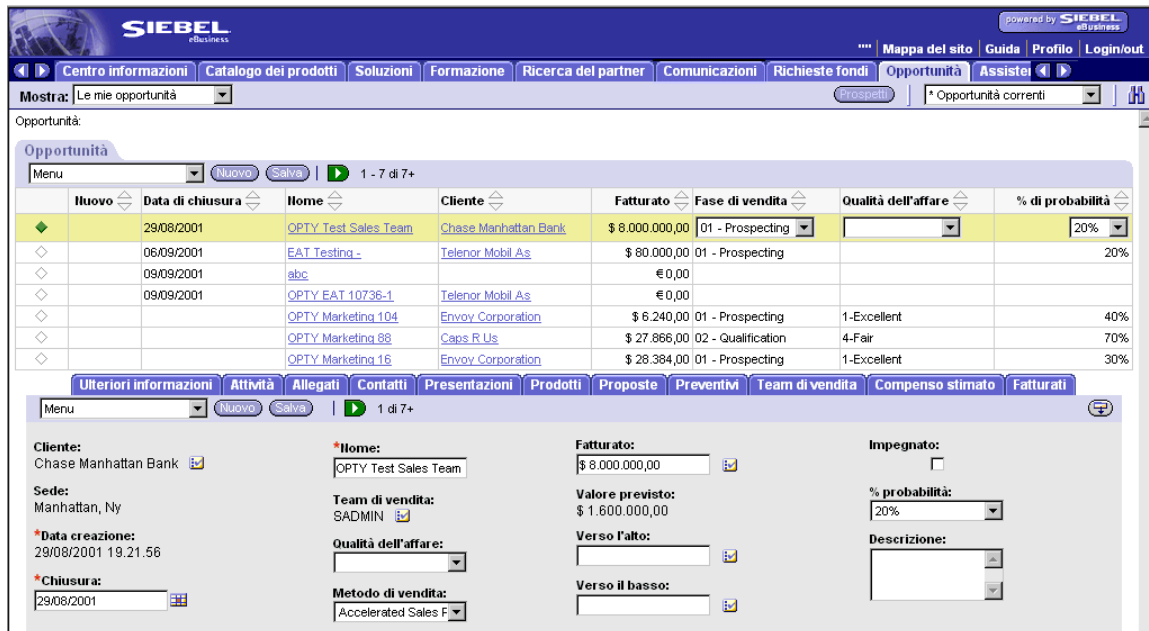 SIEBEL
eBusiness
powered by SIEBEL
eBusiness
Mappa del sito | Guida | Profilo | Login/out
Centro informazioni Catalogo dei prodotti Soluzioni Formazione Ricerca del partner Comunicazioni Richieste fondi Opportunità Assister
Mostra: Le mie opportunità Prospetti * Opportunità correnti
Opportunità:
Opportunità
Menu Nuovo Salva 1 - 7 di 7+
Nuovo Data di chiusura Nome Cliente Fatturato Fase di vendita Qualità dell'affare % di probabilità
29/08/2001 OPTY Test Sales Team Chase Manhattan Bank $ 8.000.000,00 01 - Prospecting 20%
06/09/2001 EAT Testing - Telenor Mobil As $ 80.000,00 01 - Prospecting 20%
09/09/2001 abc € 0,00
09/09/2001 OPTY EAT 10736-1 Telenor Mobil As € 0,00
OPTY Marketing 104 Envoy Corporation $ 6.240,00 01 - Prospecting 1-Excellent 40%
OPTY Marketing 88 Caps R Us $ 27.866,00 02 - Qualification 4-Fair 70%
OPTY Marketing 16 Envoy Corporation $ 28.384,00 01 - Prospecting 1-Excellent 30%
Ulteriori informazioni Attività Allegati Contatti Presentazioni Prodotti Proposte Preventivi Team di vendita Compenso stimato Fatturati
Menu Nuovo Salva 1 di 7+
Cliente:
Chase Manhattan Bank
Sede:
Manhattan, Ny
*Data creazione:
29/08/2001 19.21.56
*Chiusura:
29/08/2001
*Nome:
OPTY Test Sales Team
Team di vendita:
SADMIN
Qualità dell'affare:
Metodo di vendita:
Accelerated Sales P
Fatturato:
$ 8.000.000,00
Valore previsto:
$ 1.600.000,00
Verso l'alto:
Verso il basso:
Impegnato:
% probabilità:
20%
Descrizione: